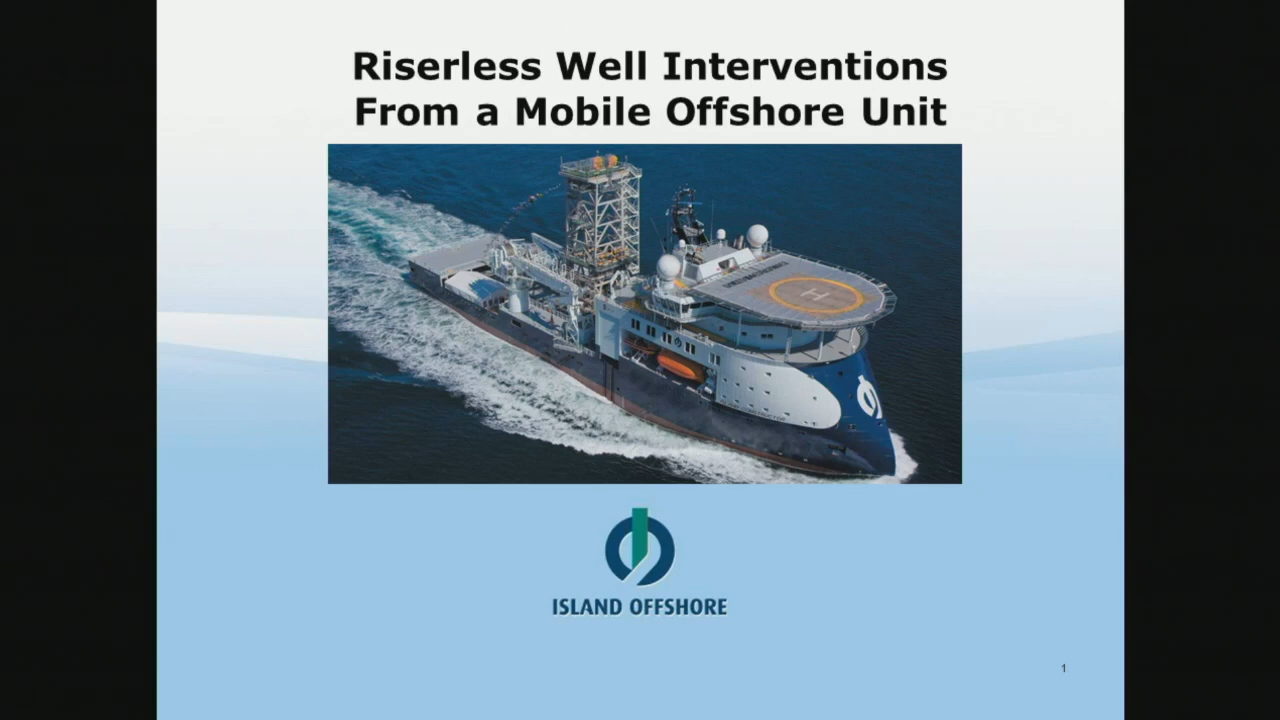 Riserless Well Interventions
From a Mobile Offshore Unit
H
ISLAND OFFSHORE
1